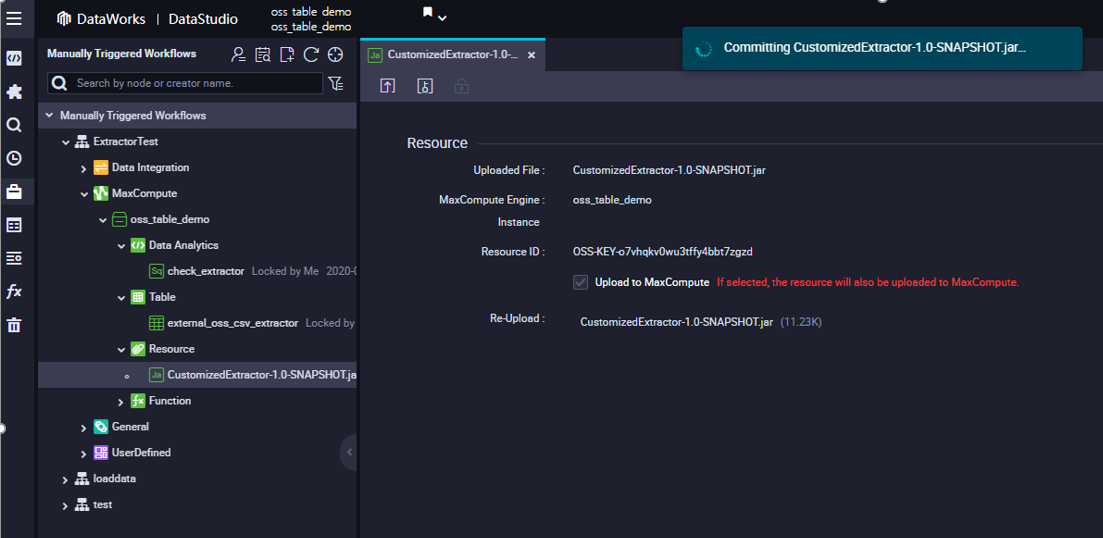 DataWorks | DataStudio
oss_table_demo
oss_table_demo
Committing CustomizedExtractor-1.0-SNAPSHOT.jar...
Manually Triggered Workflows
Search by node or creator name.
Manually Triggered Workflows
ExtractorTest
Data Integration
MaxCompute
oss_table_demo
Data Analytics
Sq check_extractor Locked by Me 2020-0
Table
external_oss_csv_extractor Locked by
Resource
Ja CustomizedExtractor-1.0-SNAPSHOT.ja
Function
General
UserDefined
loaddata
test
Ja CustomizedExtractor-1.0-...
Resource
Uploaded File : CustomizedExtractor-1.0-SNAPSHOT.jar
MaxCompute Engine : oss_table_demo
Instance
Resource ID : OSS-KEY-o7vhqkv0wu3tffy4bbt7zgzd
Upload to MaxCompute If selected, the resource will also be uploaded to MaxCompute.
Re-Upload : CustomizedExtractor-1.0-SNAPSHOT.jar (11.23K)